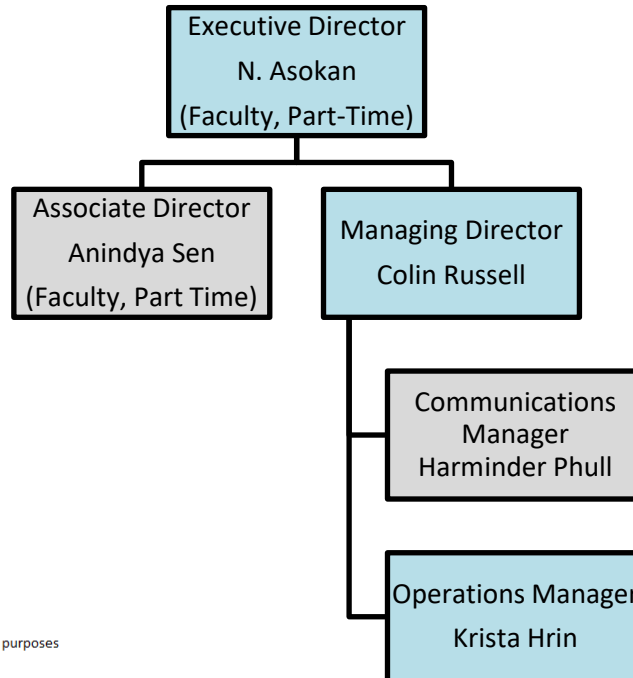 Executive Director
N. Asokan
(Faculty, Part-Time)
Associate Director
Anindya Sen
(Faculty, Part Time)
Managing Director
Colin Russell
Communications
Manager
Harminder Phull
Operations Manager
Krista Hrin
purposes